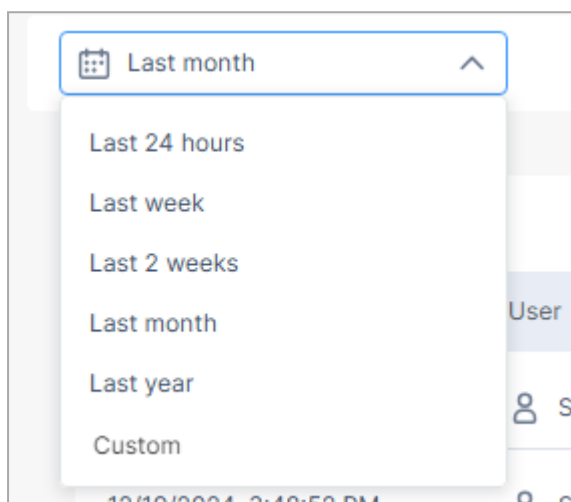 Last month
Last 24 hours
Last week
Last 2 weeks
Last month
User
Last year
S
Custom